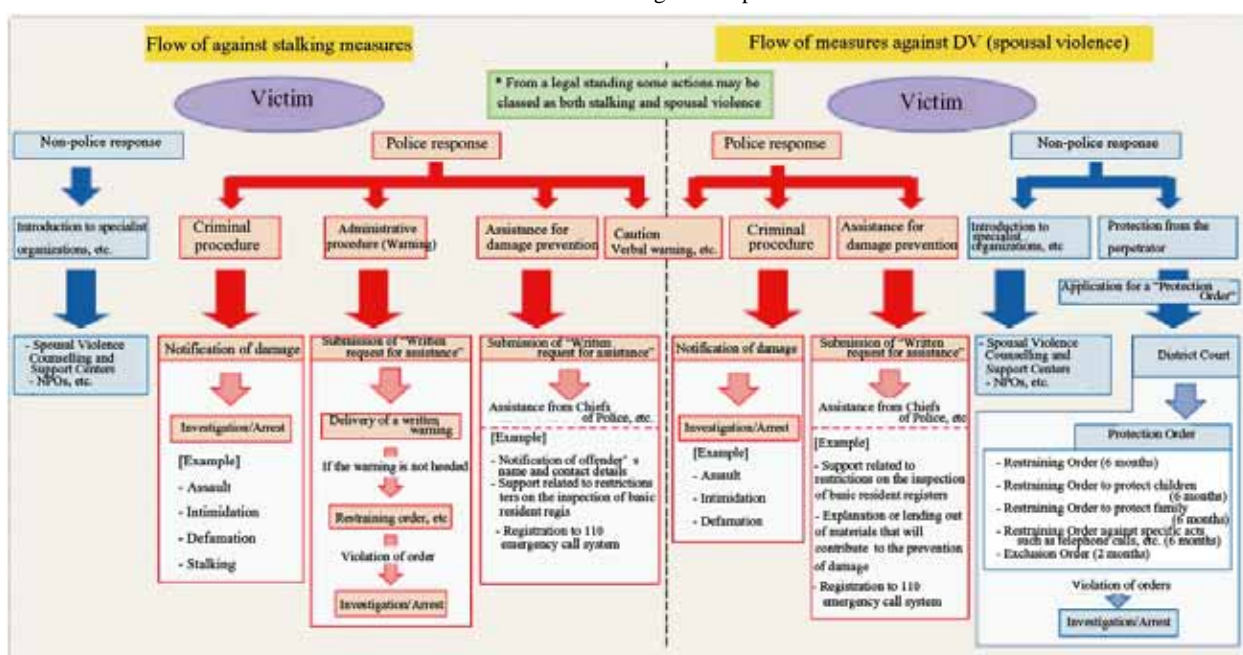 Flow of against stalking measures
Victim
Non-police response
Police response
Introduction to specialist
organizations, etc.
Criminal
procedure
Administrative
procedure (Warning)
Assistance for
damage prevention
Caution
Verbal warning, etc.
- Spousal Violence
Counselling and
Support Centers
- NPOs, etc.
Notification of damage
Investigation/Arrest
[Example]
- Assault
- Intimidation
- Defamation
- Stalking
Submission of "Written
request for assistance"
Delivery of a written
warning
If the warning is not heeded
Restraining order, etc
Violation of order
Investigation/Arrest
Submission of "Written
request for assistance"
Assistance from Chiefs
of Police, etc.
[Example]
- Notification of offender" s
name and contact details
- Support related to restrictions
ters on the inspection of basic
resident regis
- Registration to 110
emergency call system
* From a legal standing some actions may be
classed as both stalking and spousal violence
Flow of measures against DV (spousal violence)
Victim
Police response
Non-police response
Criminal
procedure
Assistance for
damage prevention
Introduction to
specialist
organizations, etc
Protection from the
perpetrator
Application for a "Protection
Order"
Notification of damage
Investigation/Arrest
[Example]
- Assault
- Intimidation
- Defamation
Submission of "Written
request for assistance"
Assistance from Chiefs
of Police, etc
[Example]
- Support related to
restrictions on the inspection
of basic resident registers
- Explanation or lending out
of materials that will
contribute to the prevention
of damage
- Registration to 110
emergency call system
- Spousal Violence
Counselling and
Support Centers
- NPOs, etc.
District Court
Protection Order
- Restraining Order (6 months)
- Restraining Order to protect children
(6 months)
- Restraining Order to protect family
(6 months)
- Restraining Order against specific acts
such as telephone calls, etc. (6 months)
- Exclusion Order (2 months)
Violation of orders
Investigation/Arrest